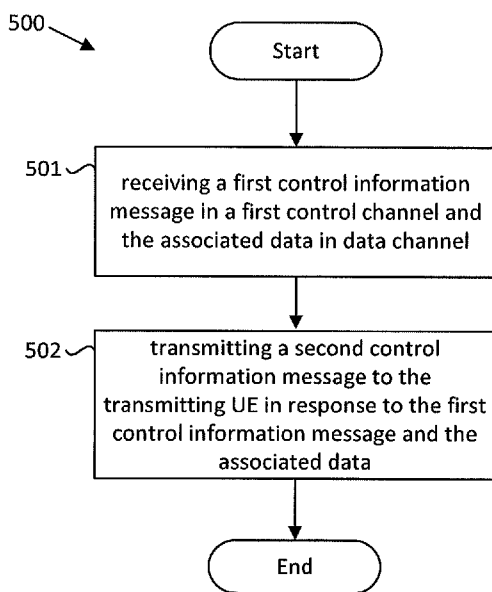 500
Start
501
receiving a first control information
message in a first control channel and
the associated data in data channel
502
transmitting a second control
information message to the
transmitting UE in response to the first
control information message and the
associated data
End